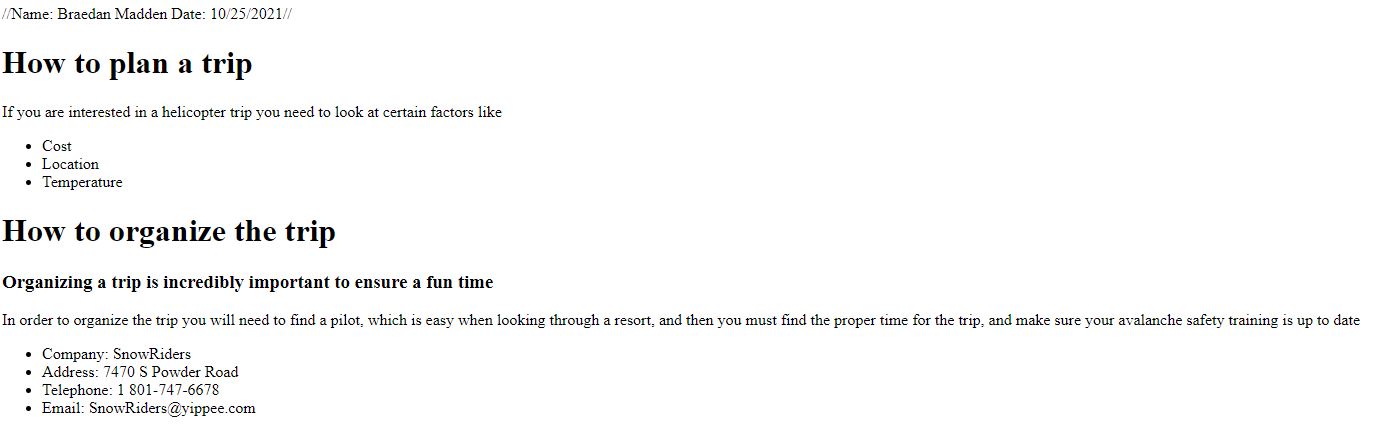 //Name: Braedan Madden Date: 10/25/2021//
How to plan a trip
If you are interested in a helicopter trip you need to look at certain factors like
• Cost
• Location
• Temperature
How to organize the trip
Organizing a trip is incredibly important to ensure a fun time
In order to organize the trip you will need to find a pilot, which is easy when looking through a resort, and then you must find the proper time for the trip, and make sure your avalanche safety training is up to date
• Company: SnowRiders
• Address: 7470 S Powder Road
• Telephone: 1 801-747-6678
• Email: SnowRiders@yippee.com